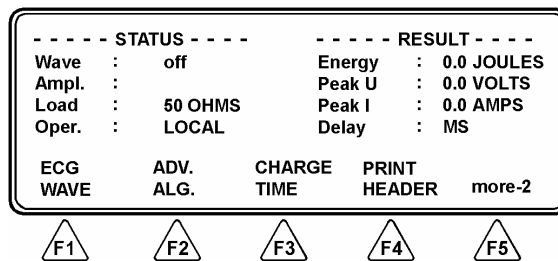 - - - - - STATUS - - - - - - - - - RESULT - - - -
Wave : off Energy : 0.0 JOULES
Ampl. : Peak U : 0.0 VOLTS
Load : 50 OHMS Peak I : 0.0 AMPS
Oper. : LOCAL Delay : MS
ECG ADV. CHARGE PRINT
WAVE ALG. TIME HEADER more-2
F1 F2 F3 F4 F5